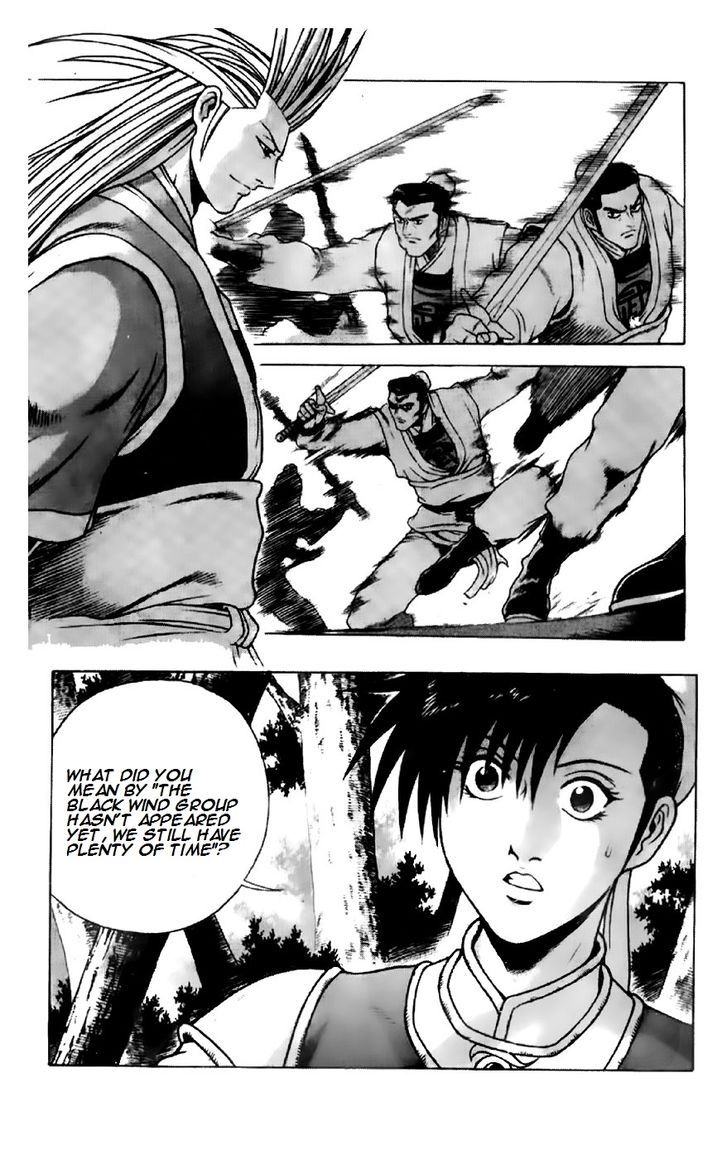 WHAT DID YOU
MEAN BY "THE
BLACK WIND GROUP
HASN'T APPEARED
YET, WE STILL HAVE
PLENTY OF TIME"?